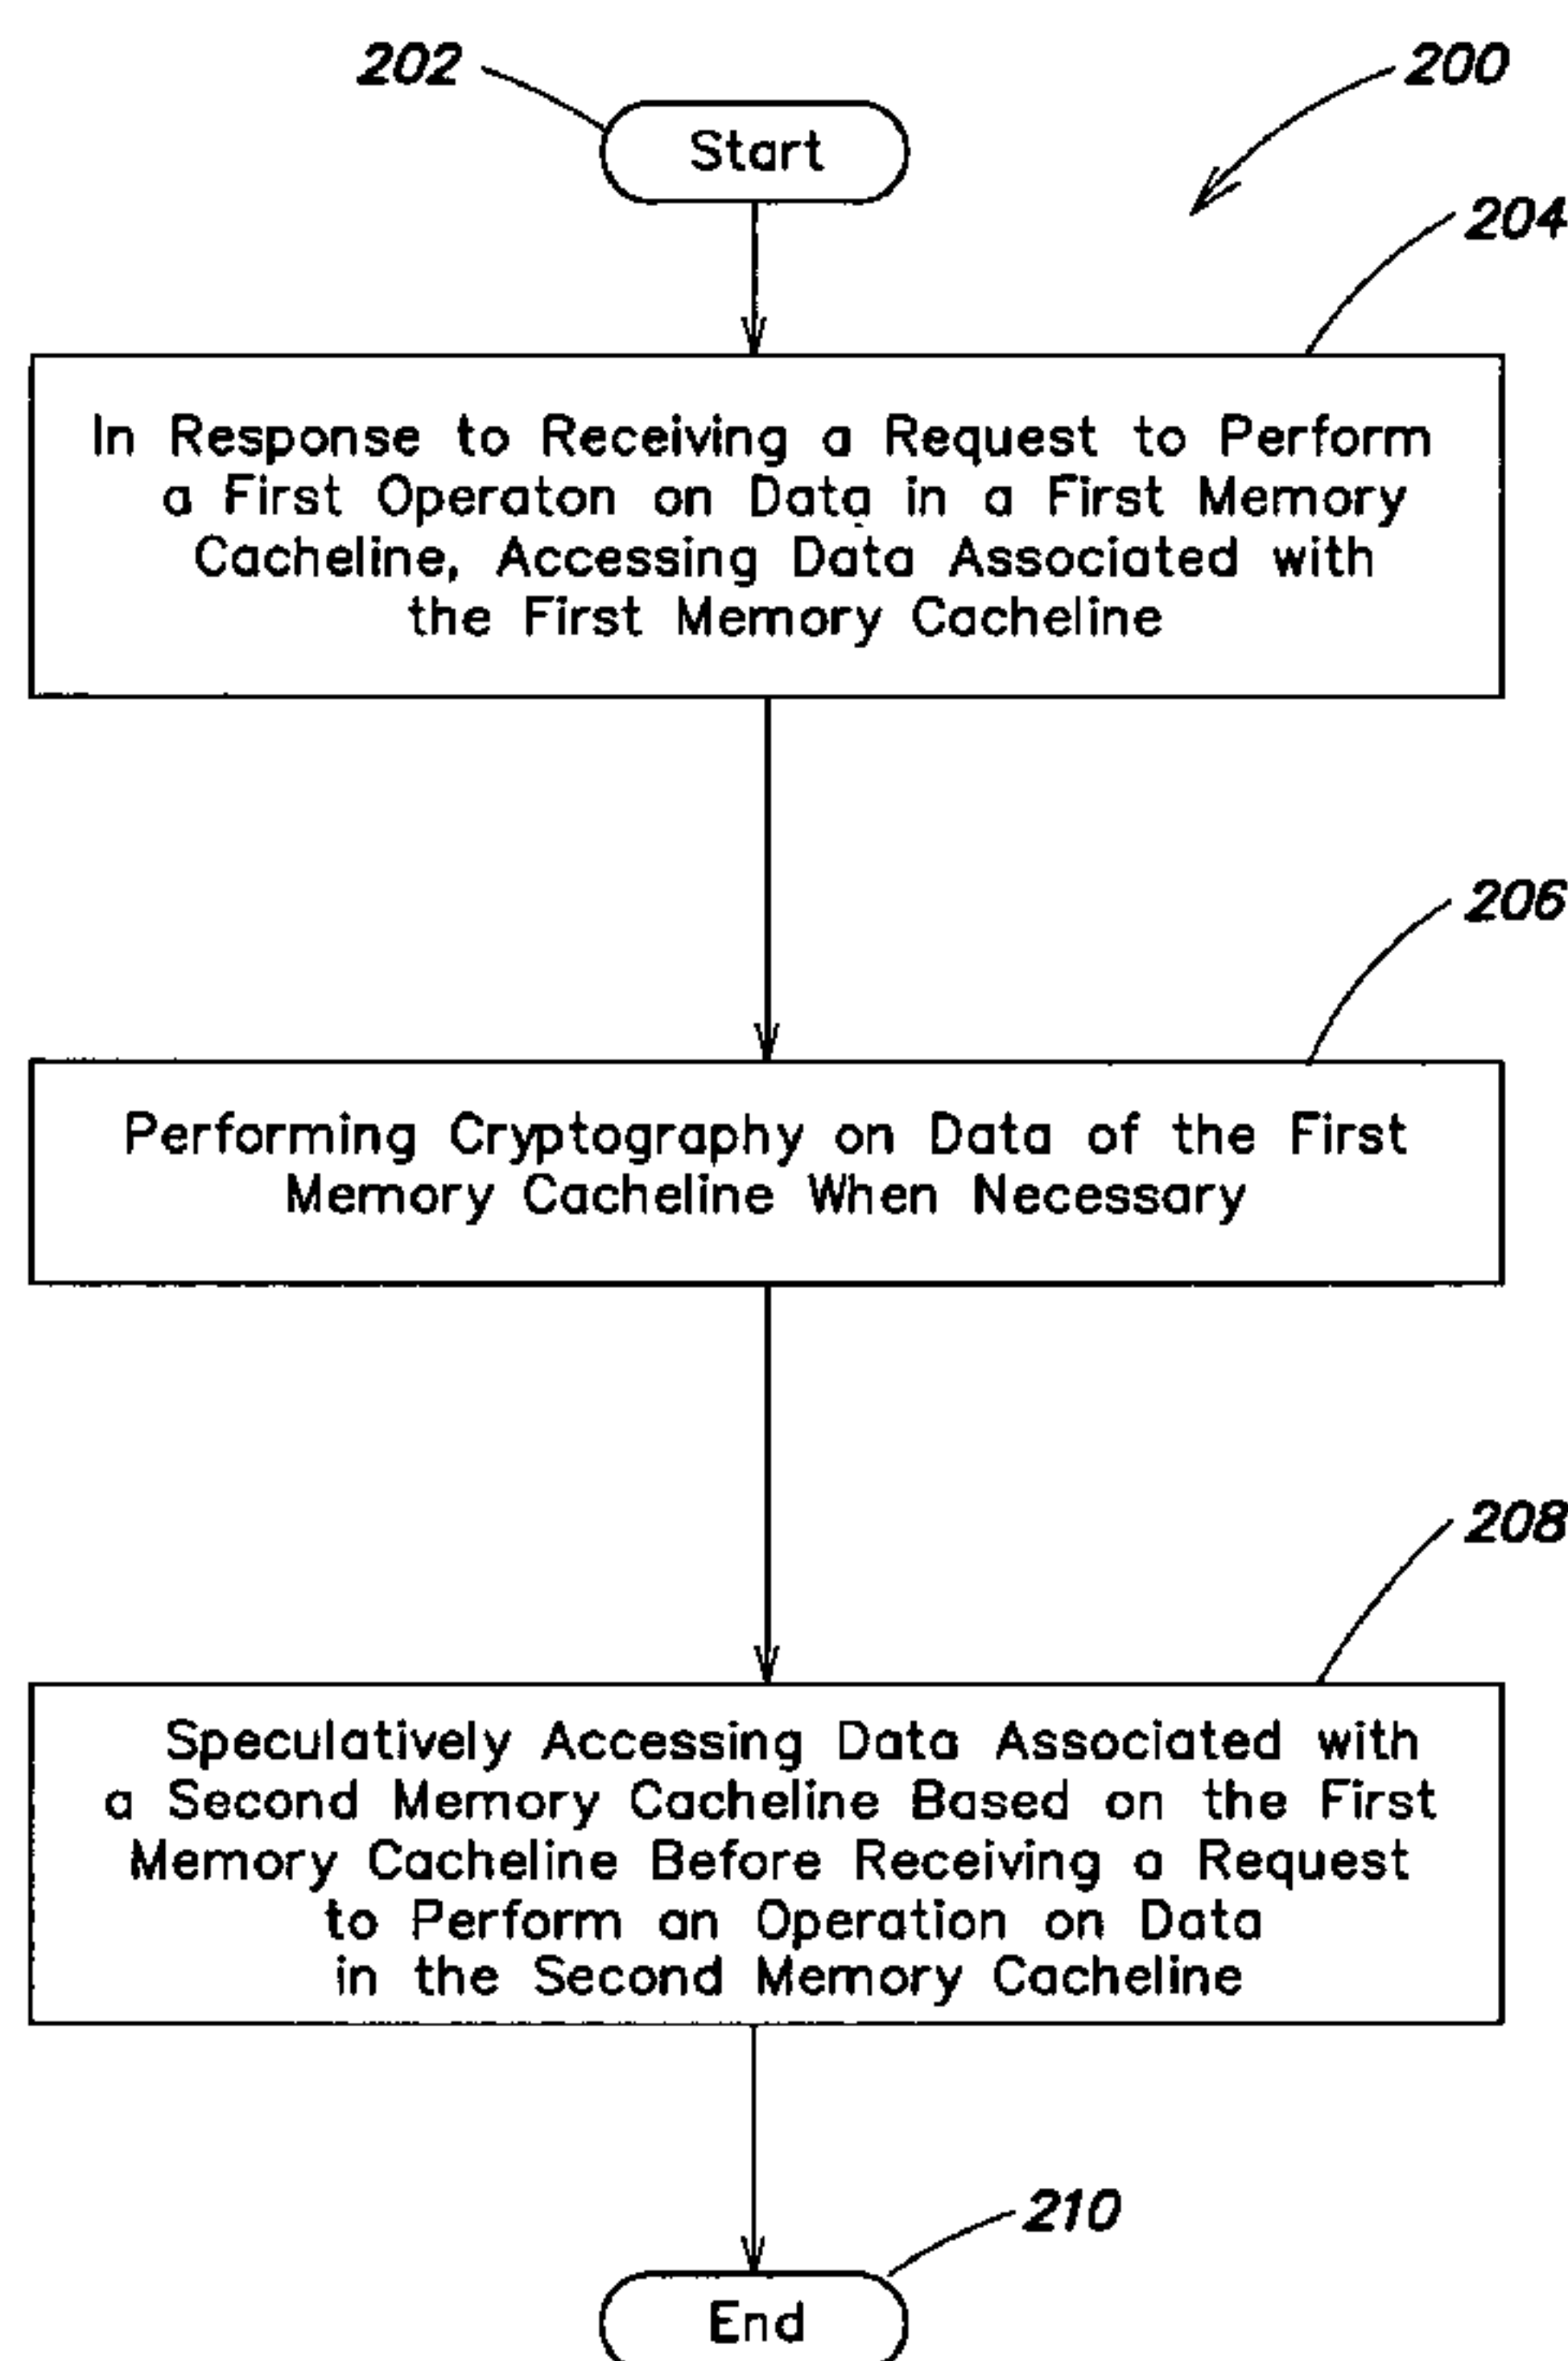 202
200
Start
204
In Response to Receiving a Request to Perform
a First Operaton on Data in a First Memory
Cacheline, Accessing Data Associated with
the First Memory Cacheline
206
Performing Cryptography on Data of the First
Memory Cacheline When Necessary
208
Speculatively Accessing Data Associated with
a Second Memory Cacheline Based on the First
Memory Cacheline Before Receiving a Request
to Perform an Operation on Data
in the Second Memory Cacheline
210
End